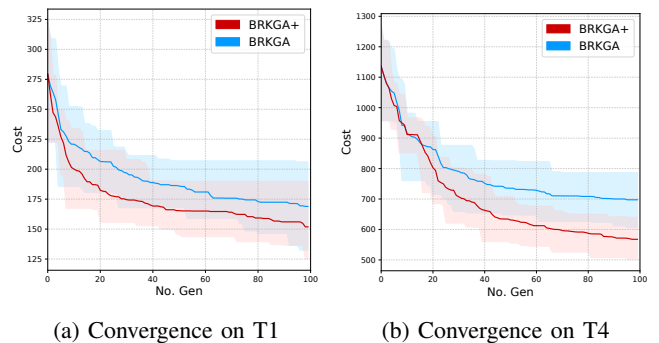 BRKGA+
BRKGA
325
300
275
250
225
200
175
150
125
Cost
0 20 40 60 80 100
No. Gen
(a) Convergence on T1
BRKGA+
BRKGA
1300
1200
1100
1000
900
800
700
600
500
Cost
0 20 40 60 80 100
No. Gen
(b) Convergence on T4